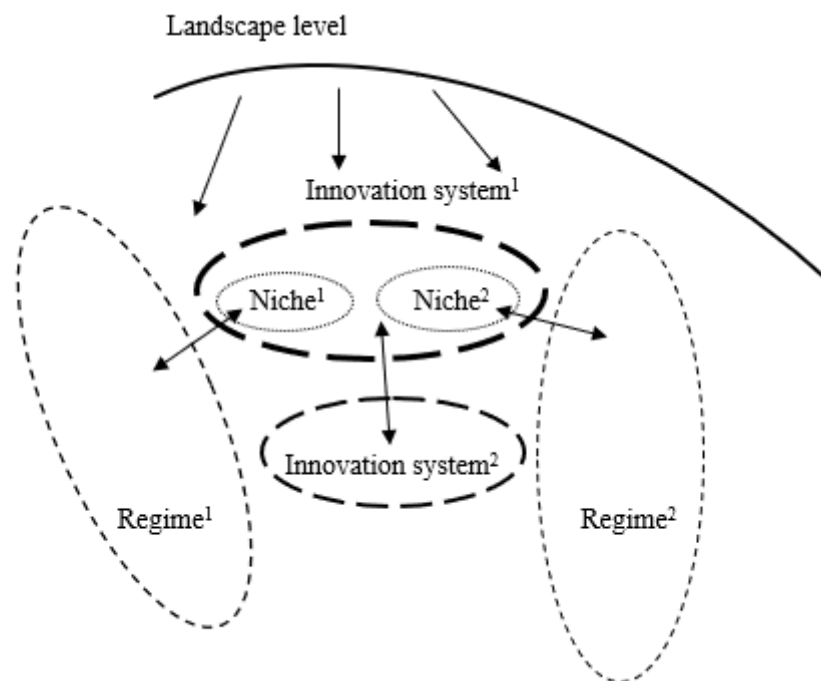 Landscape level
Innovation system¹
Niche¹
Niche²
Innovation system²
Regime¹
Regime²